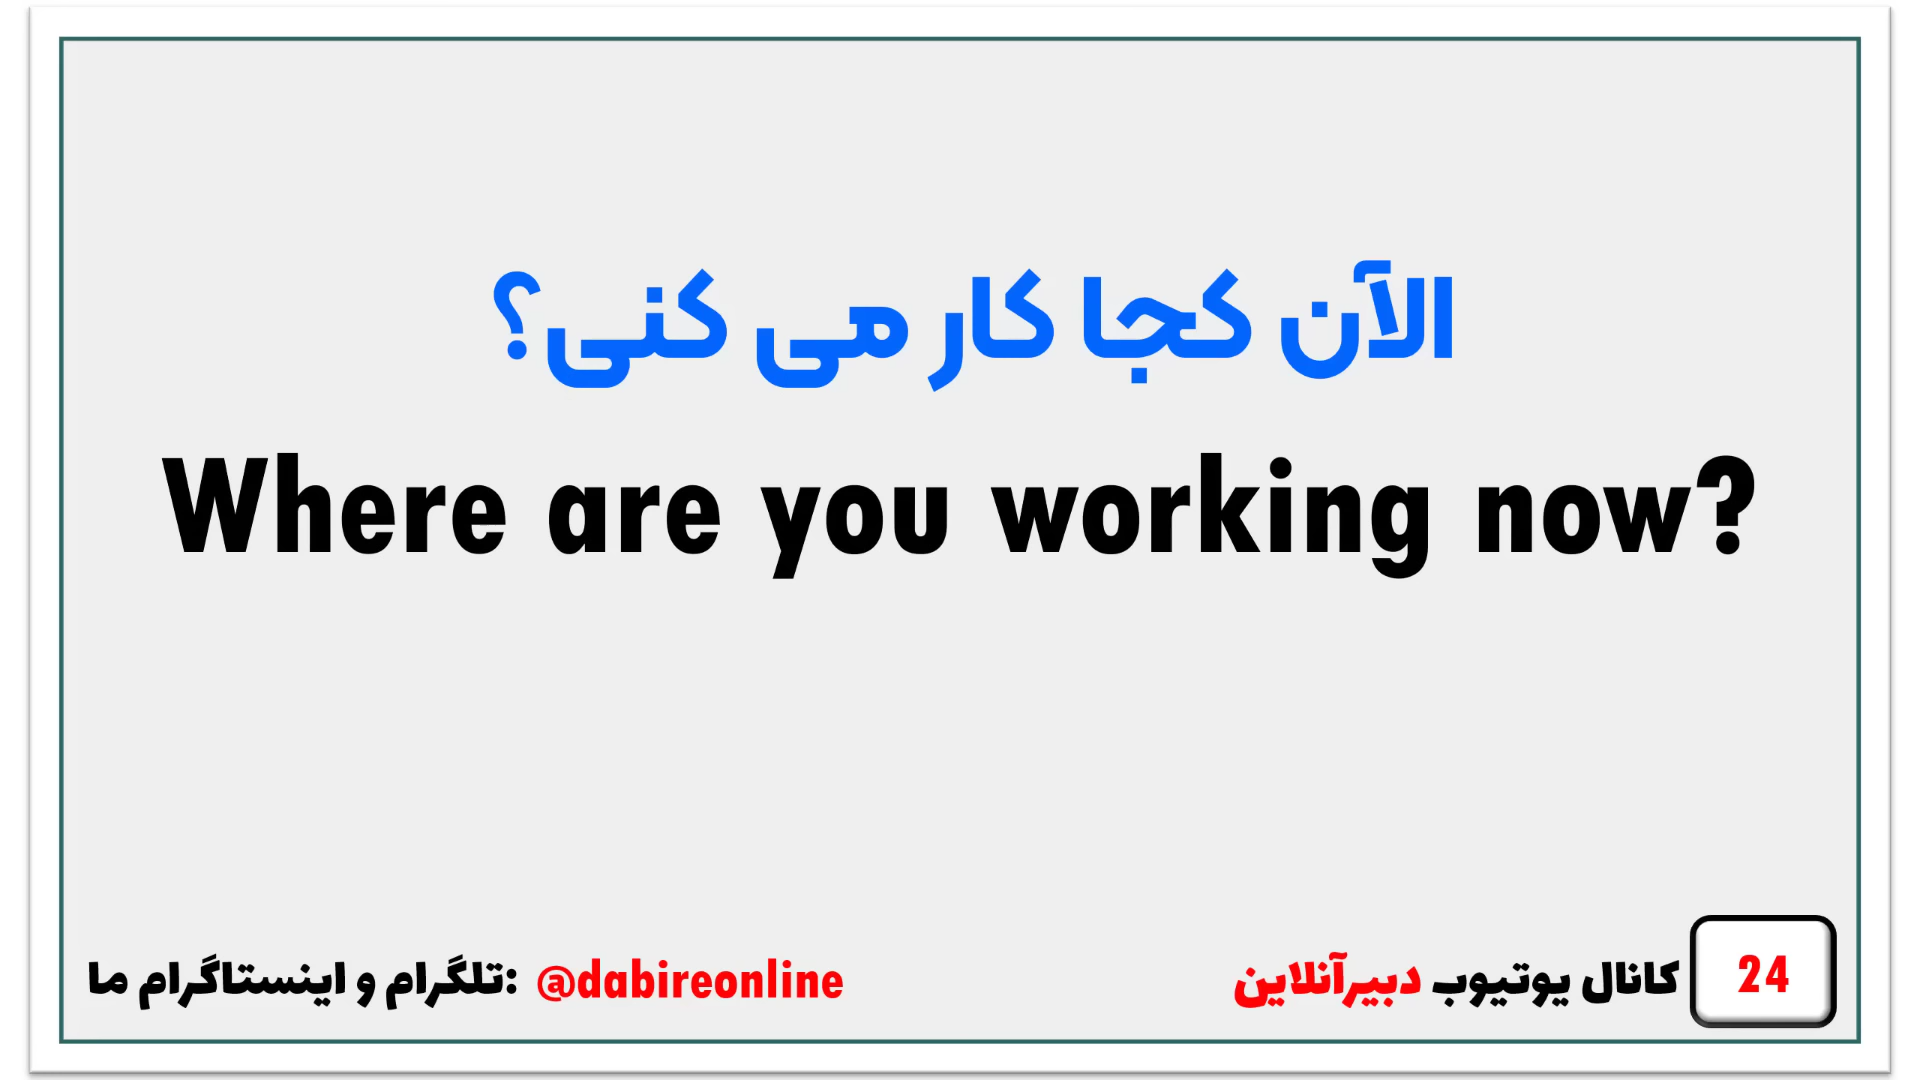 الآن کجا کار می کنی؟
Where are you working now?
تلگرام و اینستاگرام ما: @dabireonline
کانال یوتیوب دبیرآنلاین
24